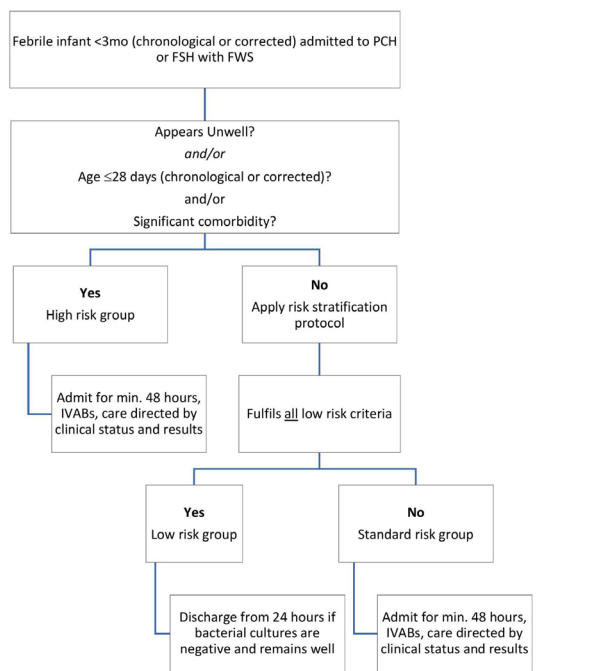 Febrile infant <3mo (chronological or corrected) admitted to PCH
or FSH with FWS
Appears Unwell?
and/or
Age ≤28 days (chronological or corrected)?
and/or
Significant comorbidity?
Yes
High risk group
No
Apply risk stratification
protocol
Admit for min. 48 hours,
IVABs, care directed by
clinical status and results
Fulfils all low risk criteria
Yes
Low risk group
No
Standard risk group
Discharge from 24 hours if
bacterial cultures are
negative and remains well
Admit for min. 48 hours,
IVABs, care directed by
clinical status and results